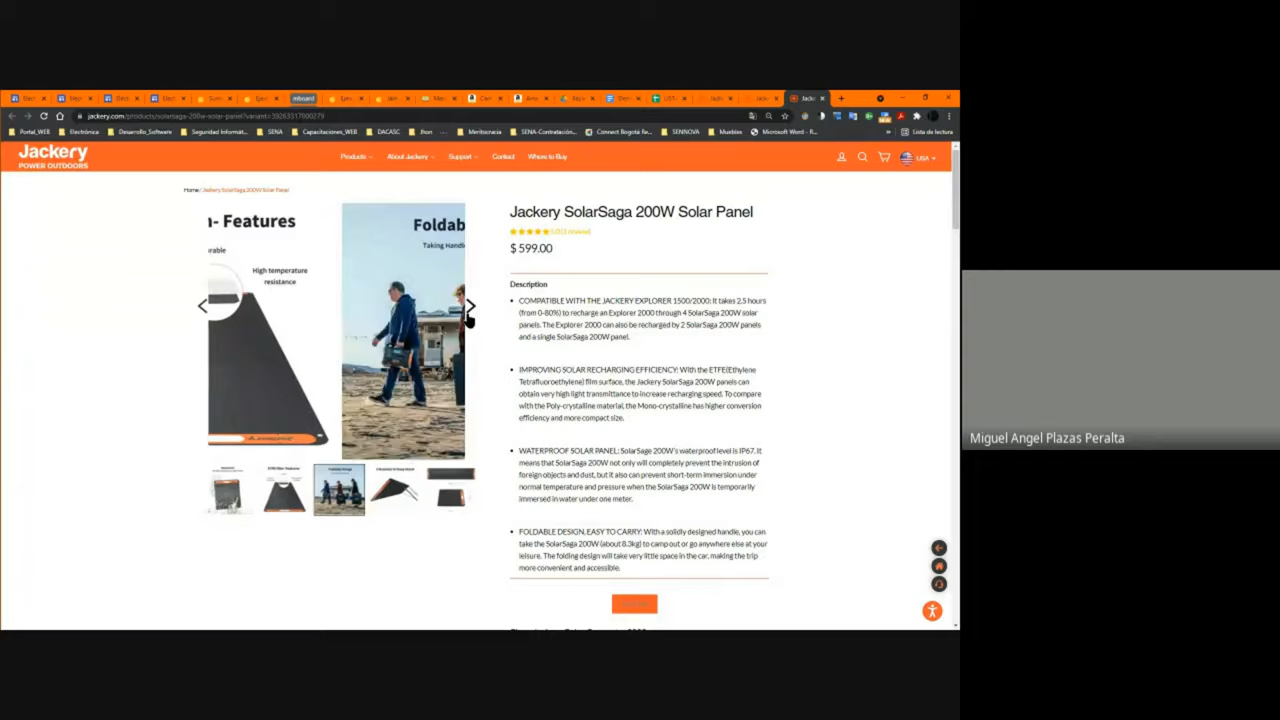 mboard
jackery.com/products/solarsaga-200w-solar-panel?variant=39263317000279
Portal_WEB Electrónica Desarrollo_Software Seguridad Informát... SENA Capacitaciones_WEB DACASC Jhon Meritocracia SENA-Contratación... Connect Bogotá Re... SENNOVA Muebles Microsoft Word - R... Lista de lectura
Jackery
POWER OUTDOORS
Products About Jackery Support Contact Where to Buy
USA
Home / Jackery SolarSaga 200W Solar Panel
- Features
High temperature
resistance
Foldab
Taking Handl
Jackery SolarSaga 200W Solar Panel
$ 599.00
Description
COMPATIBLE WITH THE JACKERY EXPLORER 1500/2000: It takes 2.5 hours
(from 0-80%) to recharge an Explorer 2000 through 4 SolarSaga 200W solar
panels. The Explorer 2000 can also be recharged by 2 SolarSaga 200W panels
and a single SolarSaga 200W panel.
IMPROVING SOLAR RECHARGING EFFICIENCY: With the ETFE(Ethylene
Tetrafluoroethylene) film surface, the Jackery SolarSaga 200W panels can
obtain very high light transmittance to increase recharging speed. To compare
with the Poly-crystalline material, the Mono-crystalline has higher conversion
efficiency and more compact size.
WATERPROOF SOLAR PANEL: SolarSage 200W's waterproof level is IP67. It
means that SolarSaga 200W not only will completely prevent the intrusion of
foreign objects and dust, but it also can prevent short-term immersion under
normal temperature and pressure when the SolarSaga 200W is temporarily
immersed in water under one meter.
FOLDABLE DESIGN, EASY TO CARRY: With a solidly designed handle, you can
take the SolarSaga 200W (about 8.3kg) to camp out or go anywhere else at your
leisure. The folding design will take very little space in the car, making the trip
more convenient and accessible.
Miguel Angel Plazas Peralta